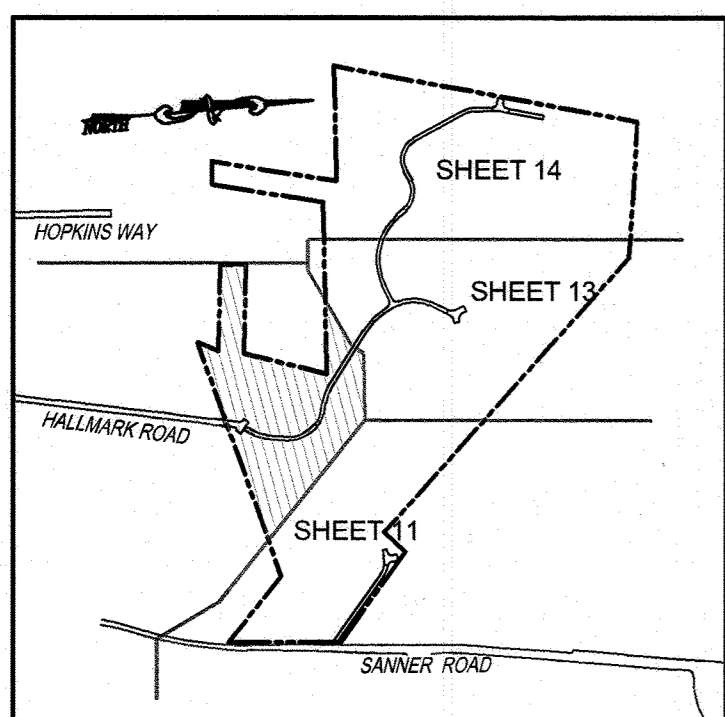 NORTH
SHEET 14
HOPKINS WAY
SHEET 13
HALLMARK ROAD
SHEET 11
SANNER ROAD